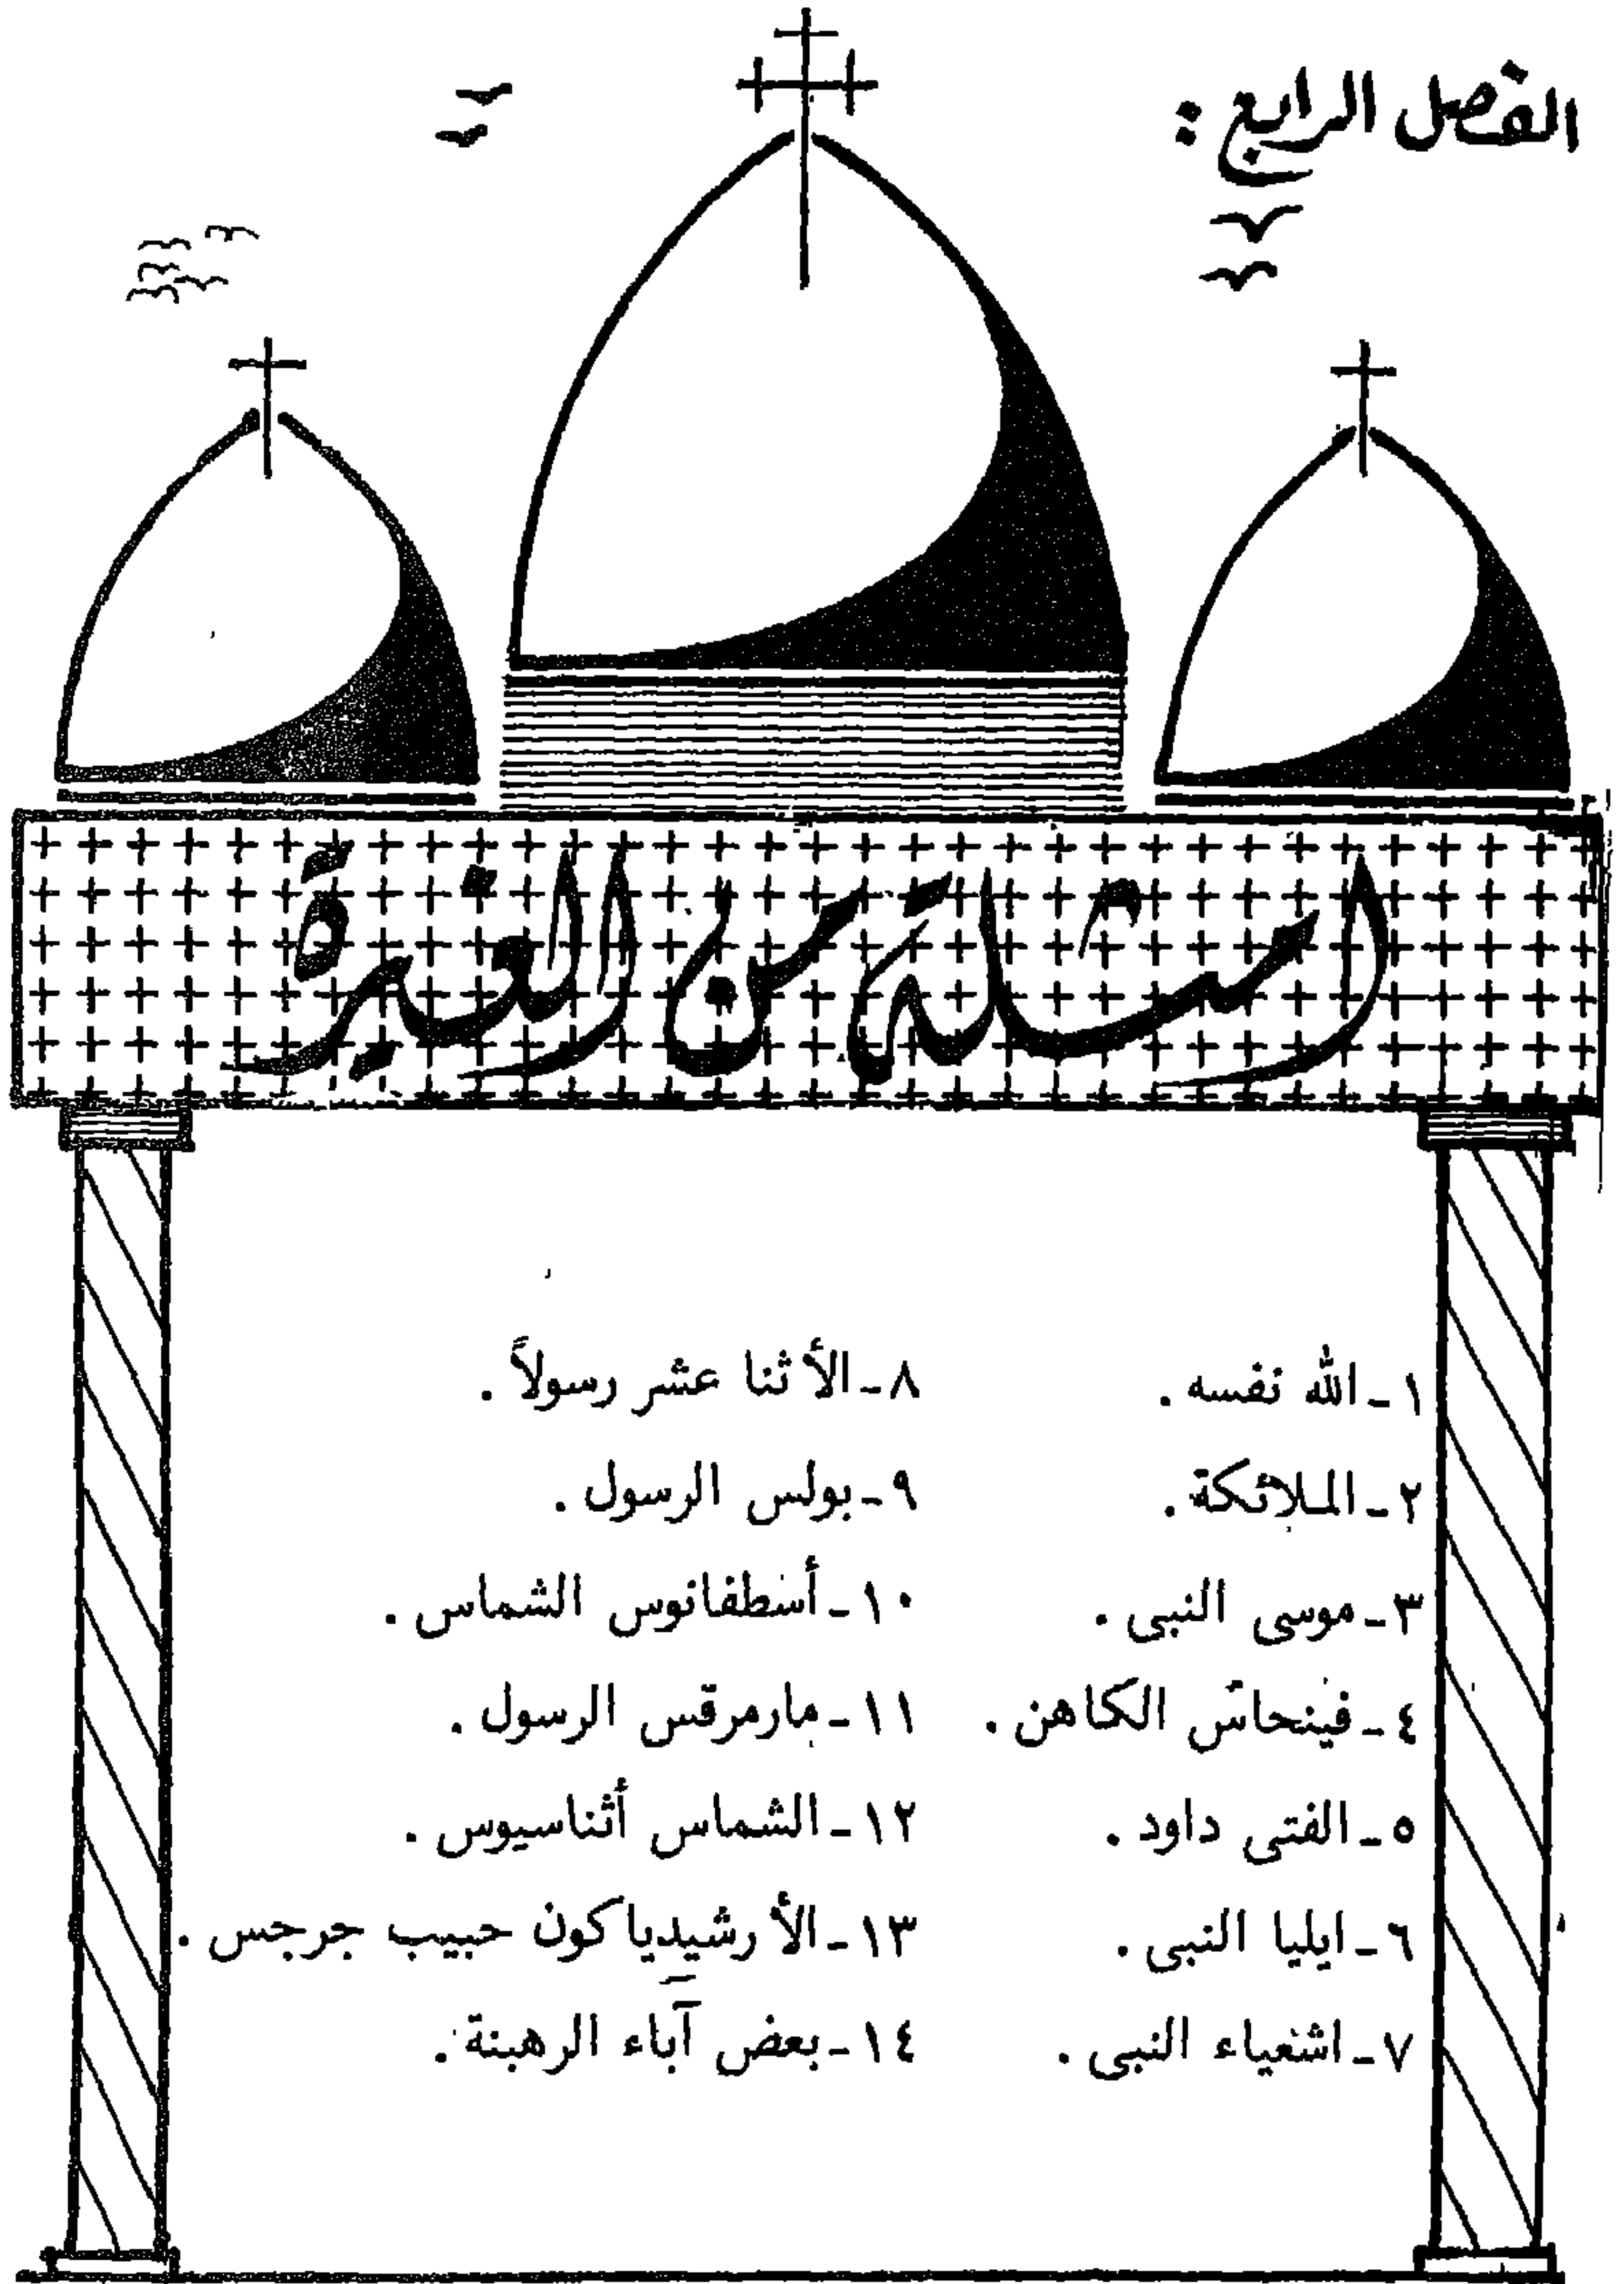 الفصل الرابع :
أمثلة من الغيرة
١ - الله نفسه .
٢ - الملائكة .
٣ - موسى النبى .
٤ - فينحاس الكاهن .
٥ - الفتى داود .
٦ - ايليا النبى .
٧ - اشعياء النبى .
٨ - الأثنا عشر رسولاً .
٩ - بولس الرسول .
١٠ - أسطفانوس الشماس .
١١ - مارمرقس الرسول .
١٢ - الشماس أثناسيوس .
١٣ - الأرشيدياكون حبيب جرجس .
١٤ - بعض آباء الرهبنة .